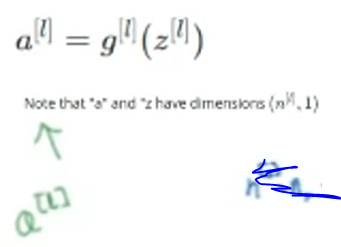 a^[l] = g^[l](z^[l])
Note that "a" and "z have dimensions (n^[l], 1)
a^[l]